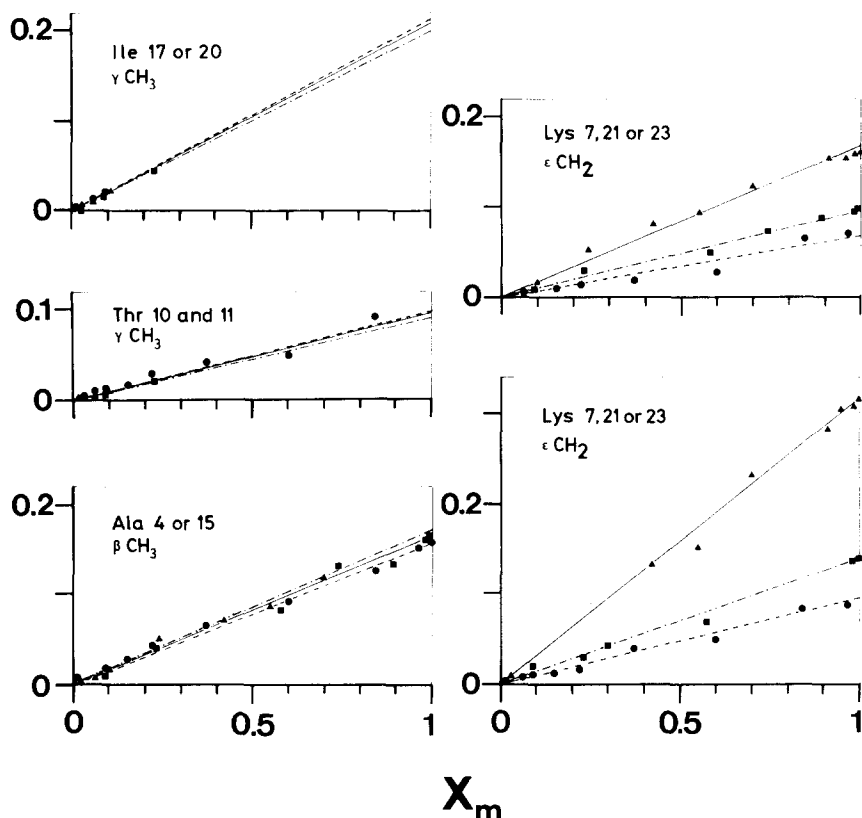 0.2
0
Ile 17 or 20
γ CH3
0.1
0
Thr 10 and 11
γ CH3
0.2
0
Ala 4 or 15
β CH3
0 0.5 1
0.2
0
Lys 7, 21 or 23
ε CH2
0.2
0
Lys 7, 21 or 23
ε CH2
0 0.5 1
Xm